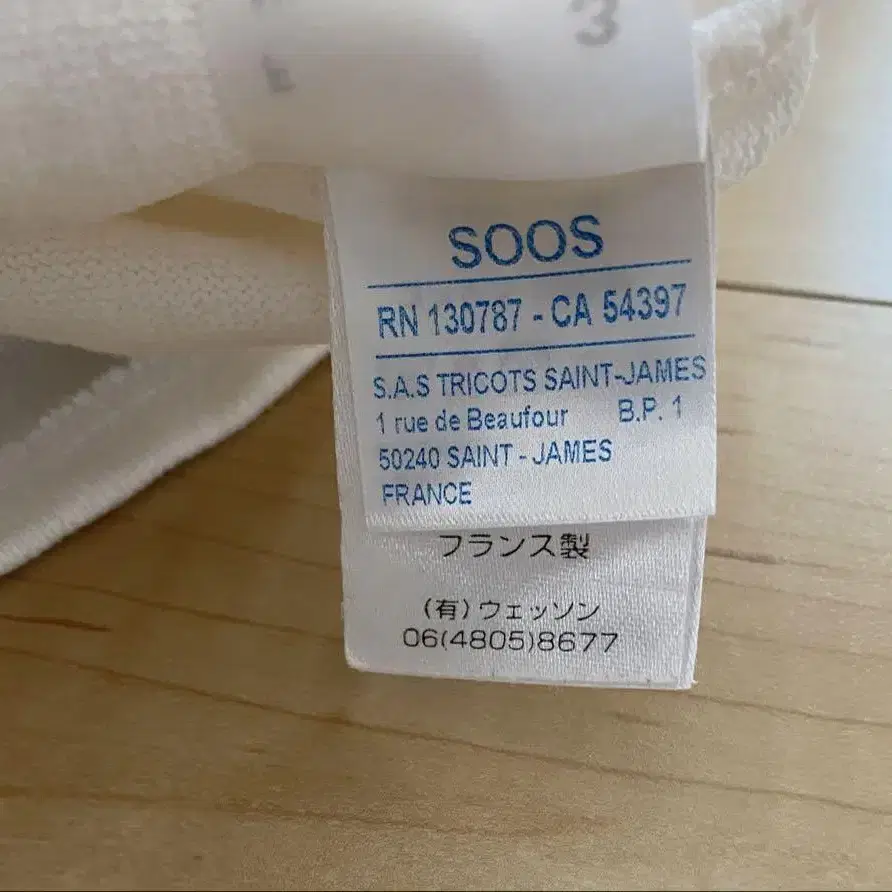 3
SOOS
RN 130787 - CA 54397
S.A.S TRICOTS SAINT-JAMES
1 rue de Beaufour B.P. 1
50240 SAINT - JAMES
FRANCE
フランス製
(有)ウェッソン
06(4805)8677